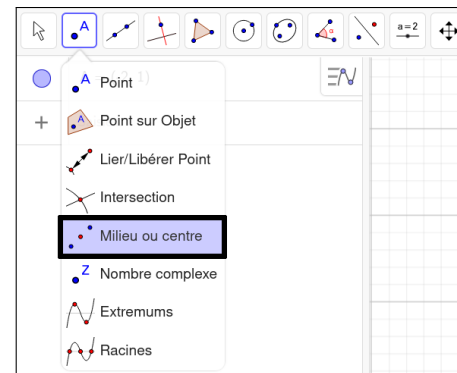 A
α
a=2
A Point
A Point sur Objet
Lier/Libérer Point
Intersection
Milieu ou centre
Z Nombre complexe
Extremums
Racines